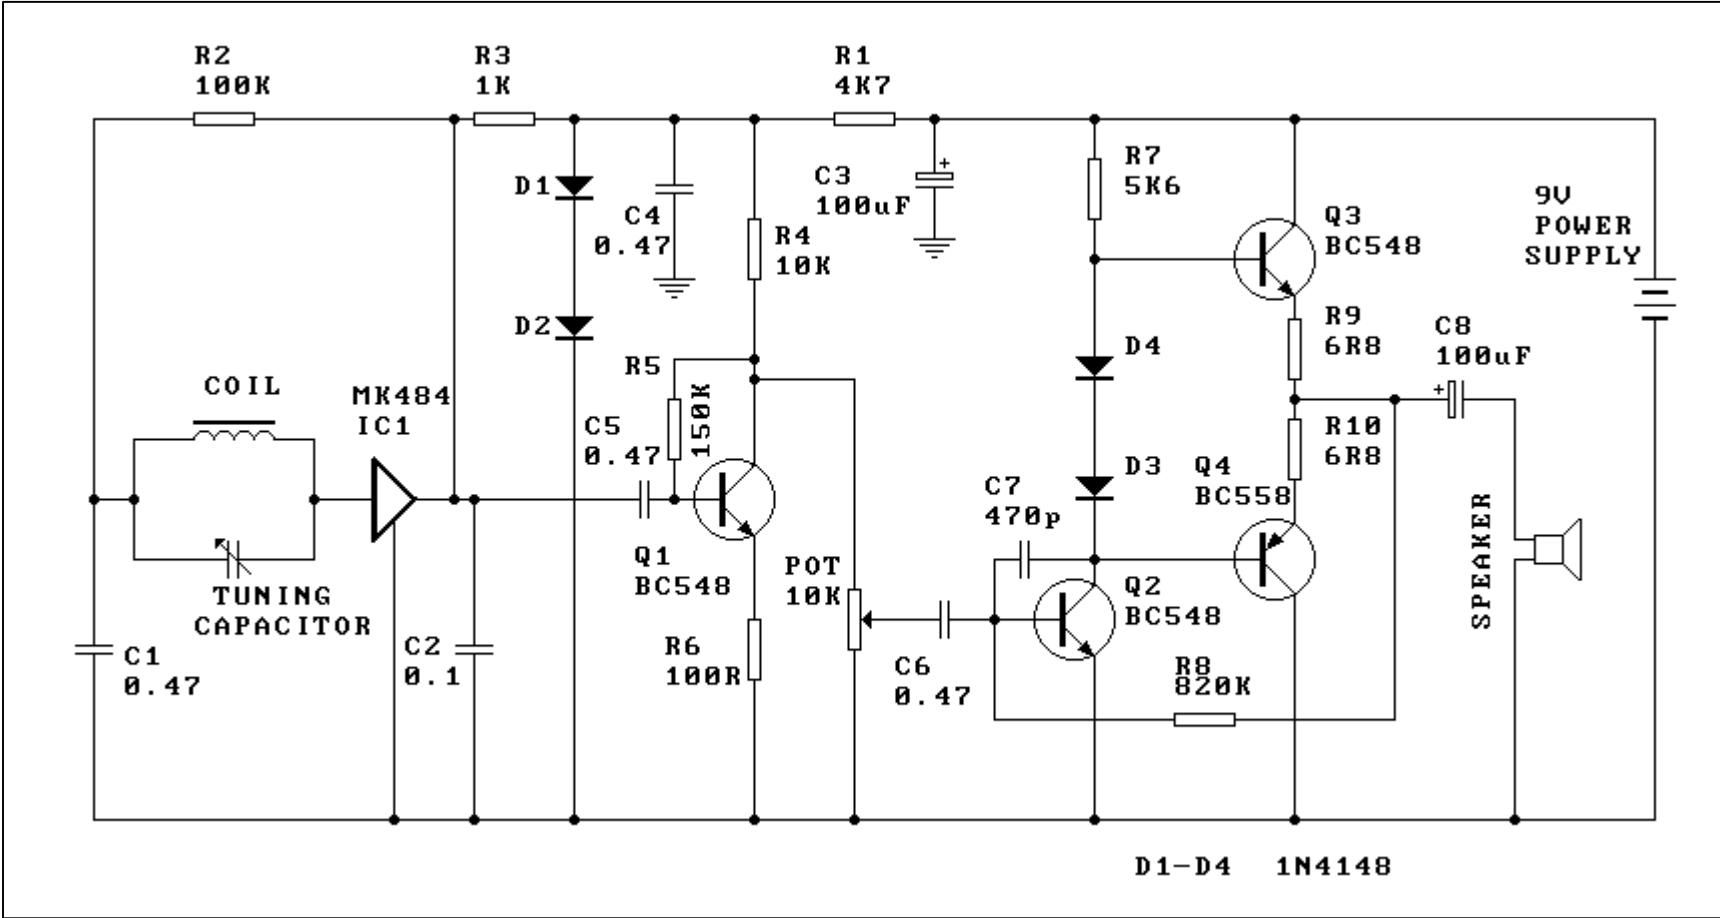 R2
100K
R3
1K
R1
4K7
D1
C4
0.47
D2
R4
10K
C3
100uF
R7
5K6
Q3
BC548
9V
POWER
SUPPLY
COIL
MK484
IC1
R5
150K
C5
0.47
D4
R9
6R8
C8
100uF
D3
Q4
BC558
R10
6R8
C7
470p
SPEAKER
TUNING
CAPACITOR
Q1
BC548
POT
10K
Q2
BC548
C1
0.47
C2
0.1
R6
100R
C6
0.47
R8
820K
D1-D4 1N4148